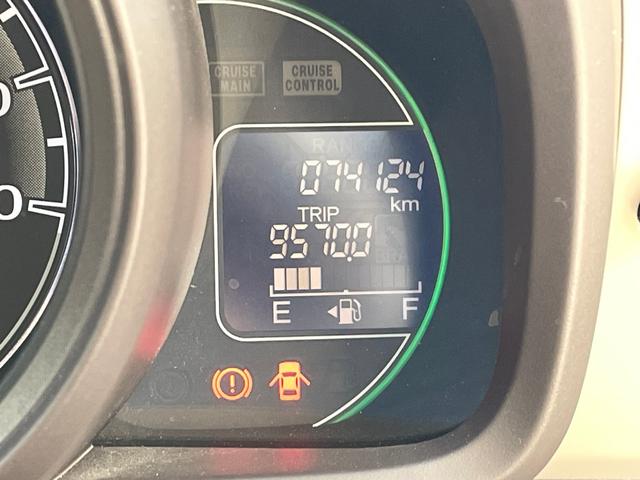 CRUISE MAIN
CRUISE CONTROL
074124
km
TRIP
9570.0
E F